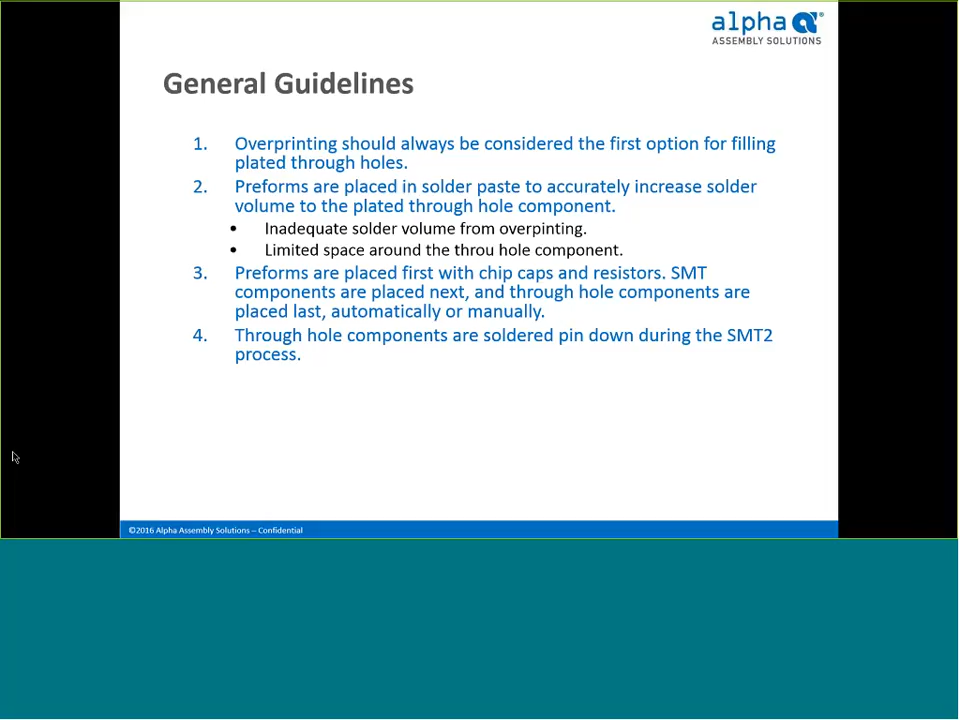 alpha
ASSEMBLY SOLUTIONS
General Guidelines
1. Overprinting should always be considered the first option for filling
plated through holes.
2. Preforms are placed in solder paste to accurately increase solder
volume to the plated through hole component.
• Inadequate solder volume from overpinting.
• Limited space around the throu hole component.
3. Preforms are placed first with chip caps and resistors. SMT
components are placed next, and through hole components are
placed last, automatically or manually.
4. Through hole components are soldered pin down during the SMT2
process.
©2016 Alpha Assembly Solutions – Confidential